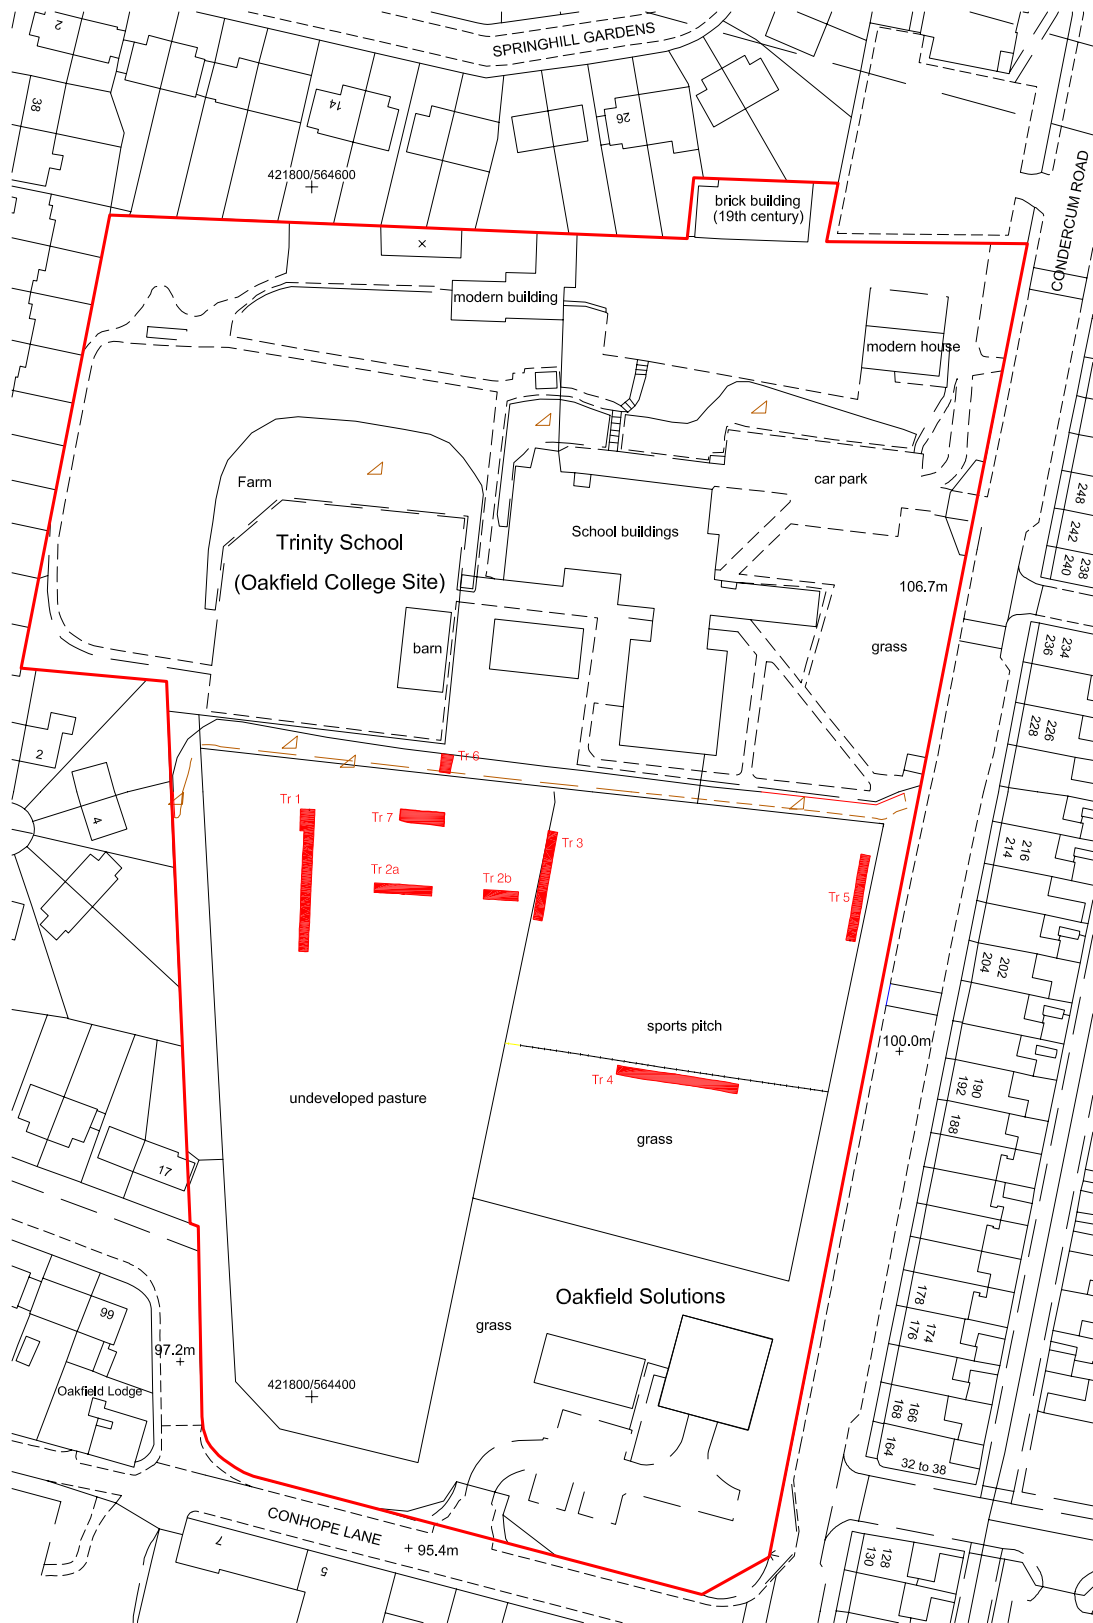 SPRINGHILL GARDENS
2
38
14
26
421800/564600
brick building
(19th century)
CONDERCUM ROAD
×
modern building
modern house
car park
Farm
School buildings
Trinity School
(Oakfield College Site)
248
242
238
240
106.7m
barn
grass
234
236
226
228
2
4
Tr 6
Tr 1
Tr 7
Tr 3
Tr 2a
Tr 2b
Tr 5
216
214
202
204
sports pitch
100.0m
Tr 4
undeveloped pasture
190
192
188
grass
17
Oakfield Solutions
178
174
176
grass
99
97.2m
Oakfield Lodge
421800/564400
166
168
164
32 to 38
CONHOPE LANE
95.4m
7
5
128
130